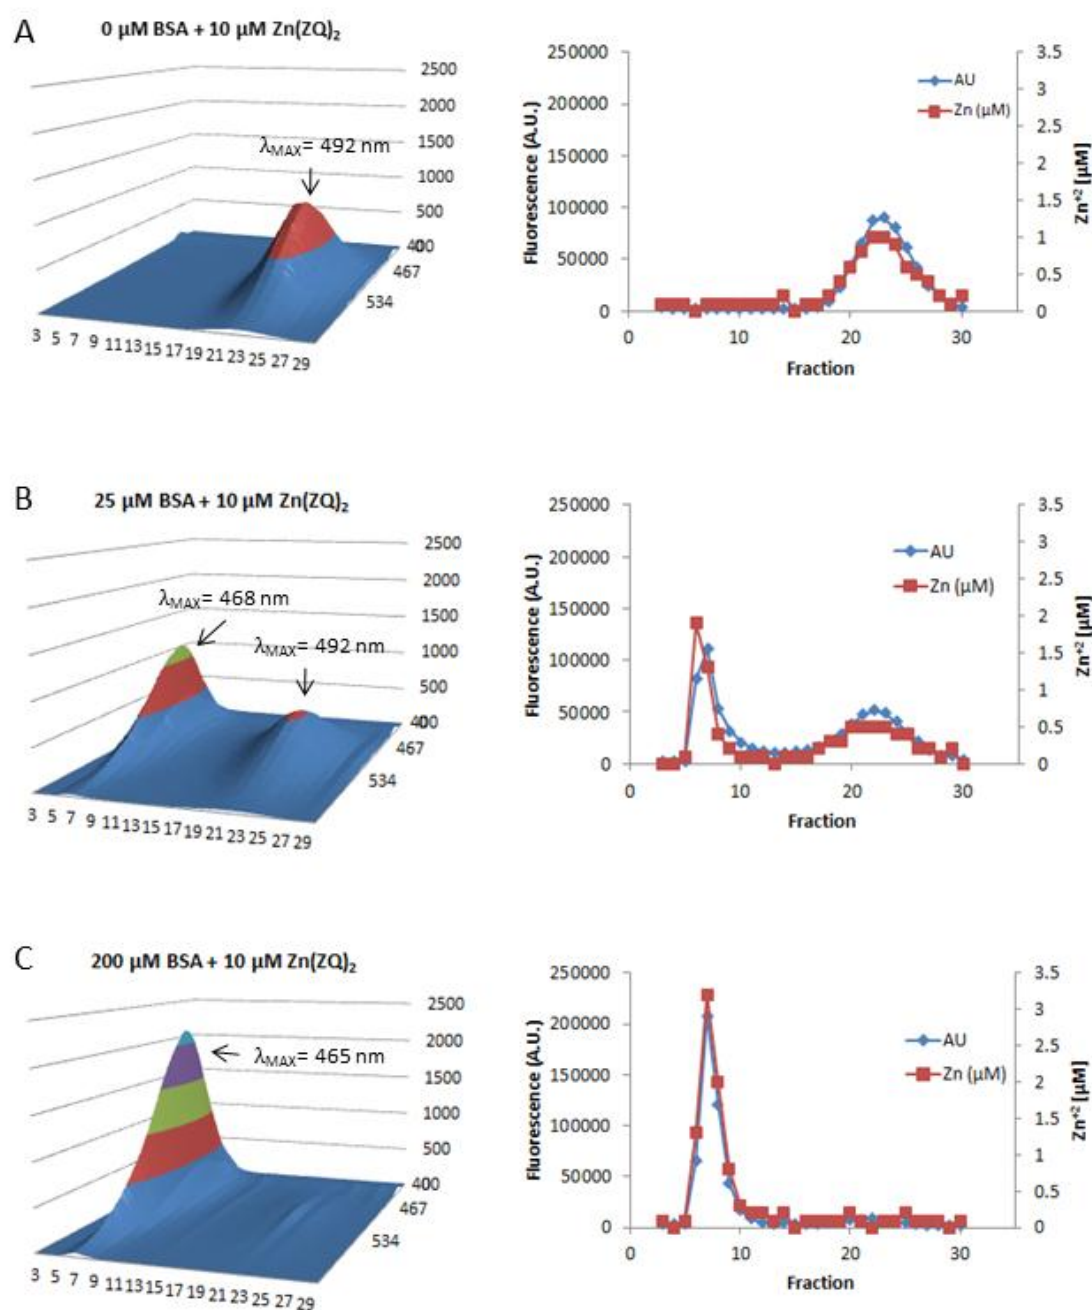 A
0 µM BSA + 10 µM Zn(ZQ)₂
2500
2000
1500
1000
500
400
467
534
λMAX= 492 nm
3 5 7 9 11 13 15 17 19 21 23 25 27 29
250000
200000
150000
100000
50000
0
Fluorescence (A.U.)
AU
Zn (µM)
3.5
3
2.5
2
1.5
1
0.5
0
Zn⁺² [µM]
0 10 20 30
Fraction
B
25 µM BSA + 10 µM Zn(ZQ)₂
2500
2000
1500
1000
500
400
467
534
λMAX= 468 nm
λMAX= 492 nm
3 5 7 9 11 13 15 17 19 21 23 25 27 29
250000
200000
150000
100000
50000
0
Fluorescence (A.U.)
AU
Zn (µM)
3.5
3
2.5
2
1.5
1
0.5
0
Zn⁺² [µM]
0 10 20 30
Fraction
C
200 µM BSA + 10 µM Zn(ZQ)₂
2500
2000
1500
1000
500
400
467
534
λMAX= 465 nm
3 5 7 9 11 13 15 17 19 21 23 25 27 29
250000
200000
150000
100000
50000
0
Fluorescence (A.U.)
AU
Zn (µM)
3.5
3
2.5
2
1.5
1
0.5
0
Zn⁺² [µM]
0 10 20 30
Fraction